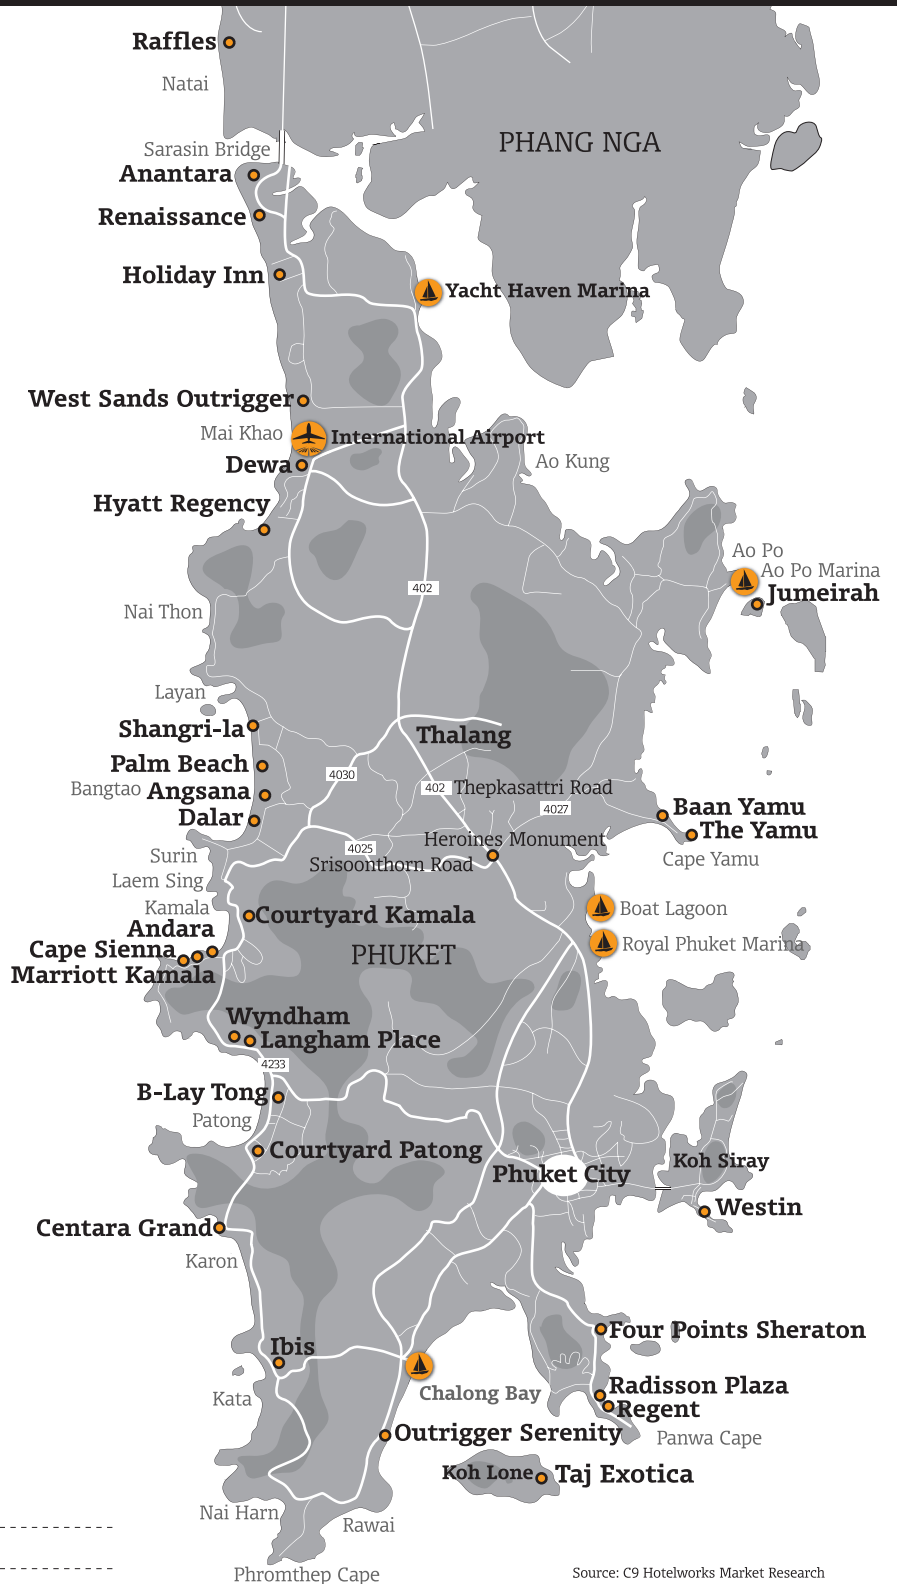 Raffles
Natai
PHANG NGA
Sarasin Bridge
Anantara
Renaissance
Holiday Inn
Yacht Haven Marina
West Sands Outrigger
Mai Khao
International Airport
Dewa
Ao Kung
Hyatt Regency
Ao Po
Ao Po Marina
402
Jumeirah
Nai Thon
Layan
Shangri-la
Thalang
Palm Beach
4030
Bangtao
Angsana
402
Thepkasattri Road
4027
Baan Yamu
Dalar
The Yamu
Heroines Monument
4025
Surin
Srisoonthorn Road
Cape Yamu
Laem Sing
Kamala
Courtyard Kamala
Boat Lagoon
Andara
Cape Sienna
PHUKET
Royal Phuket Marina
Marriott Kamala
Wyndham
Langham Place
4233
B-Lay Tong
Patong
Courtyard Patong
Koh Siray
Phuket City
Westin
Centara Grand
Karon
Four Points Sheraton
Ibis
Kata
Chalong Bay
Radisson Plaza
Regent
Outrigger Serenity
Panwa Cape
Koh Lone
Taj Exotica
Nai Harn
Rawai
Phromthep Cape
Source: C9 Hotelworks Market Research